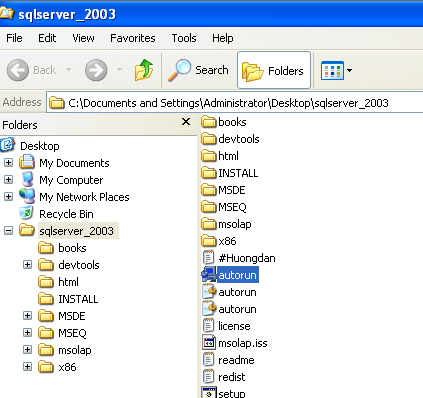 sqlserver_2003
File Edit View Favorites Tools Help
Back Search Folders
Address C:\Documents and Settings\Administrator\Desktop\sqlserver_2003
Folders
Desktop
My Documents
My Computer
My Network Places
Recycle Bin
sqlserver_2003
books
devtools
html
INSTALL
MSDE
MSEQ
msolap
x86
books
devtools
html
INSTALL
MSDE
MSEQ
msolap
x86
#Huongdan
autorun
autorun
autorun
license
msolap.iss
readme
redist
setup